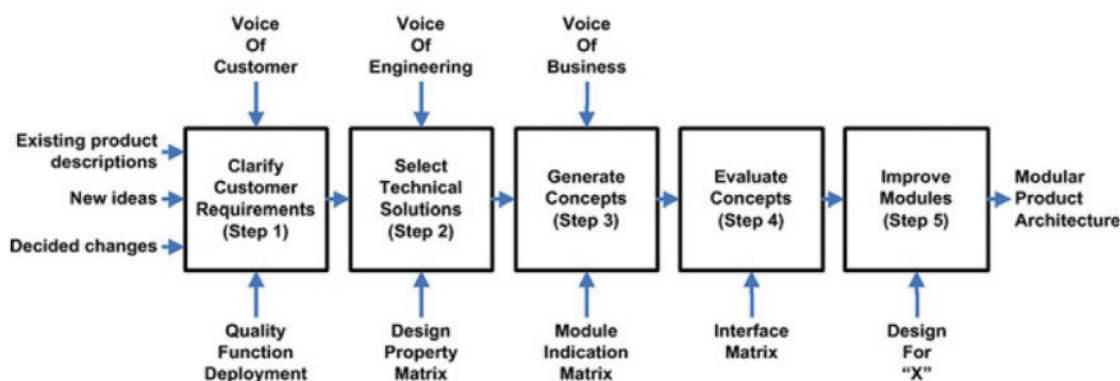 Voice
Of
Customer
Voice
Of
Engineering
Voice
Of
Business
Existing product
descriptions
New ideas
Decided changes
Clarify
Customer
Requirements
(Step 1)
Select
Technical
Solutions
(Step 2)
Generate
Concepts
(Step 3)
Evaluate
Concepts
(Step 4)
Improve
Modules
(Step 5)
Modular
Product
Architecture
Quality
Function
Deployment
Design
Property
Matrix
Module
Indication
Matrix
Interface
Matrix
Design
For
“X”